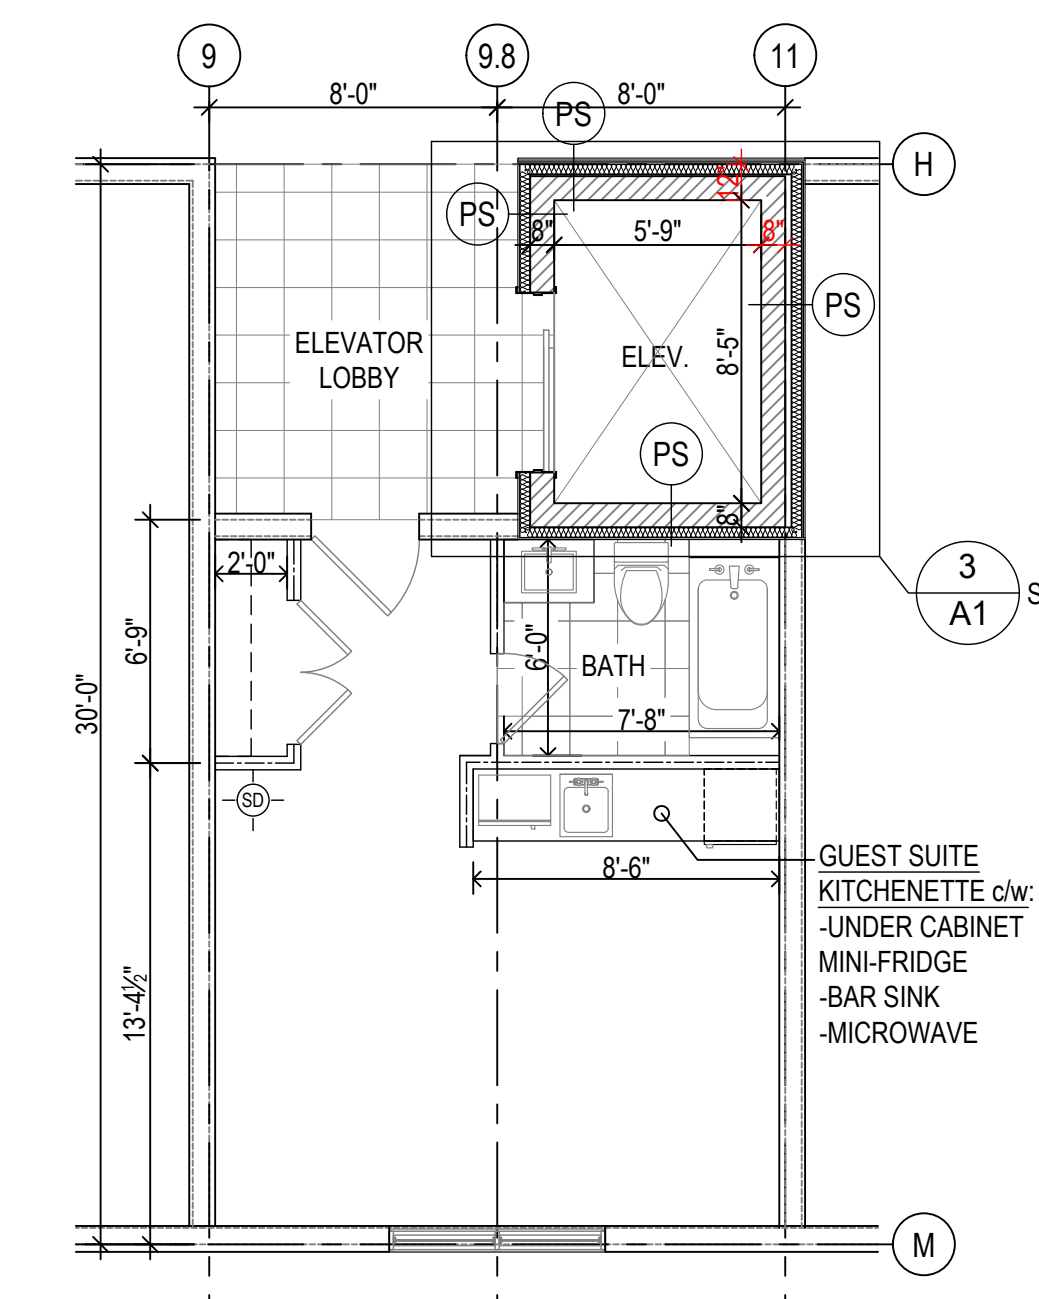 9
9.8
11
8'-0"
8'-0"
PS
H
12"
PS
8"
5'-9"
8"
PS
ELEVATOR
LOBBY
8'-5"
ELEV.
PS
8"
2'-0"
3
A1
S
6'-9"
6'-0"
BATH
30'-0"
7'-8"
SD
GUEST SUITE
KITCHENETTE c/w:
-UNDER CABINET
MINI-FRIDGE
-BAR SINK
-MICROWAVE
8'-6"
13'-4½"
M